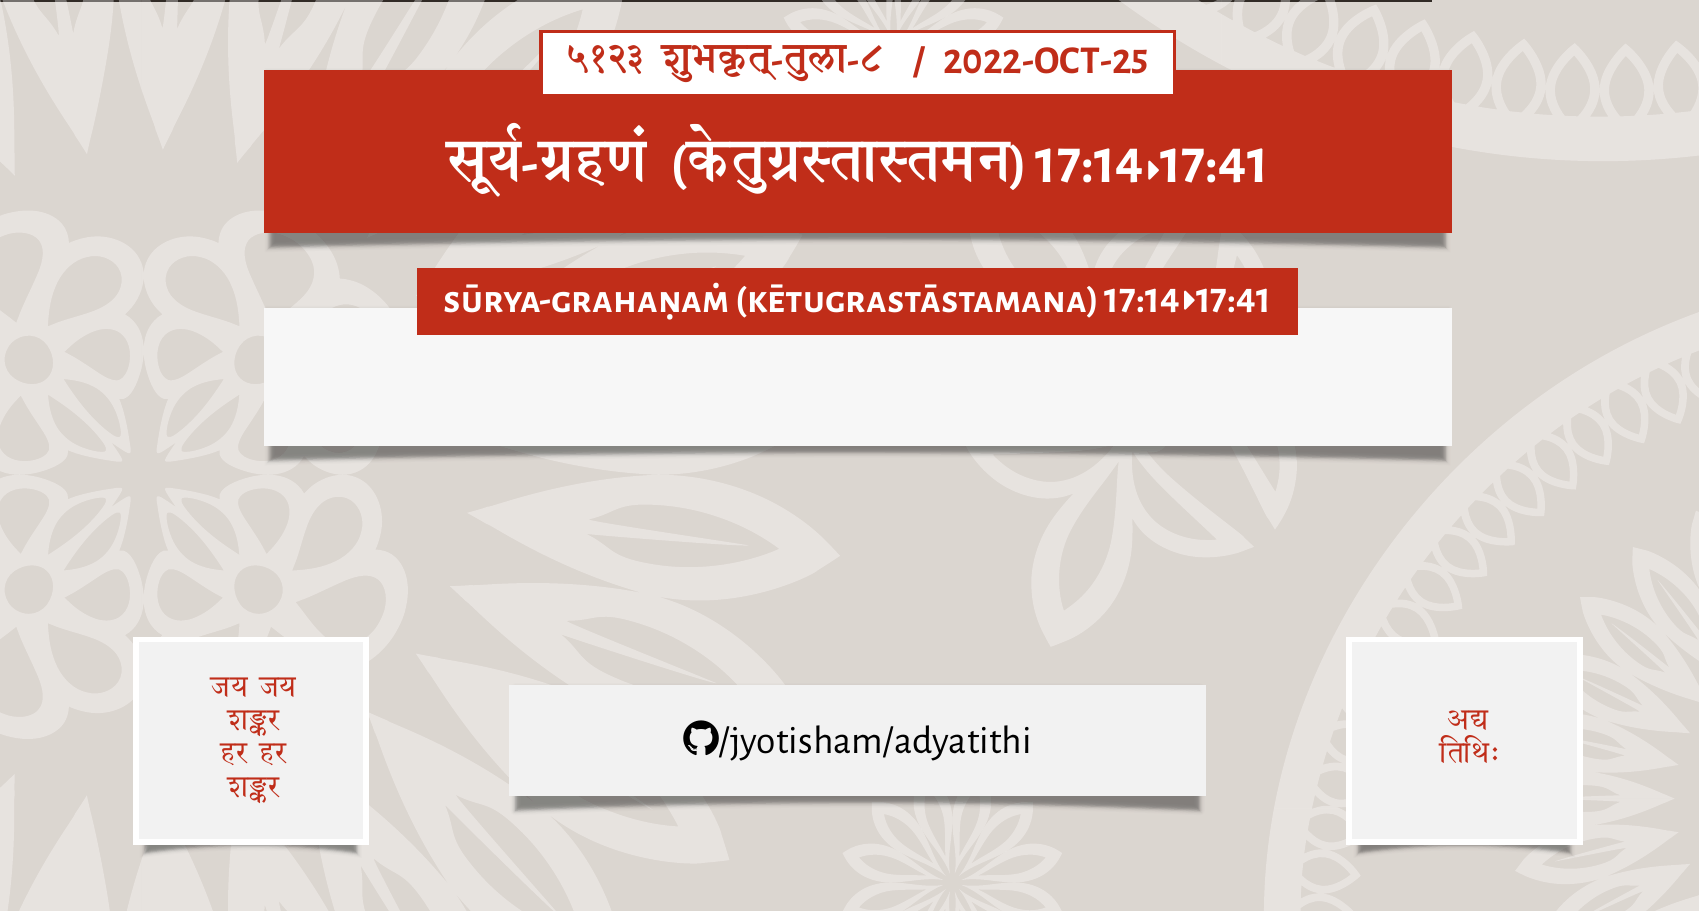 ५१२३ शुभकृत्-तुला-८ / 2022-OCT-25
सूर्य-ग्रहणं (केतुग्रस्तास्तमन) 17:14▸17:41
SŪRYA-GRAHAṆAṀ (KĒTUGRASTĀSTAMANA) 17:14▸17:41
जय जय
शङ्कर
हर हर
शङ्कर
/jyotisham/adyatithi
अद्य
तिथिः